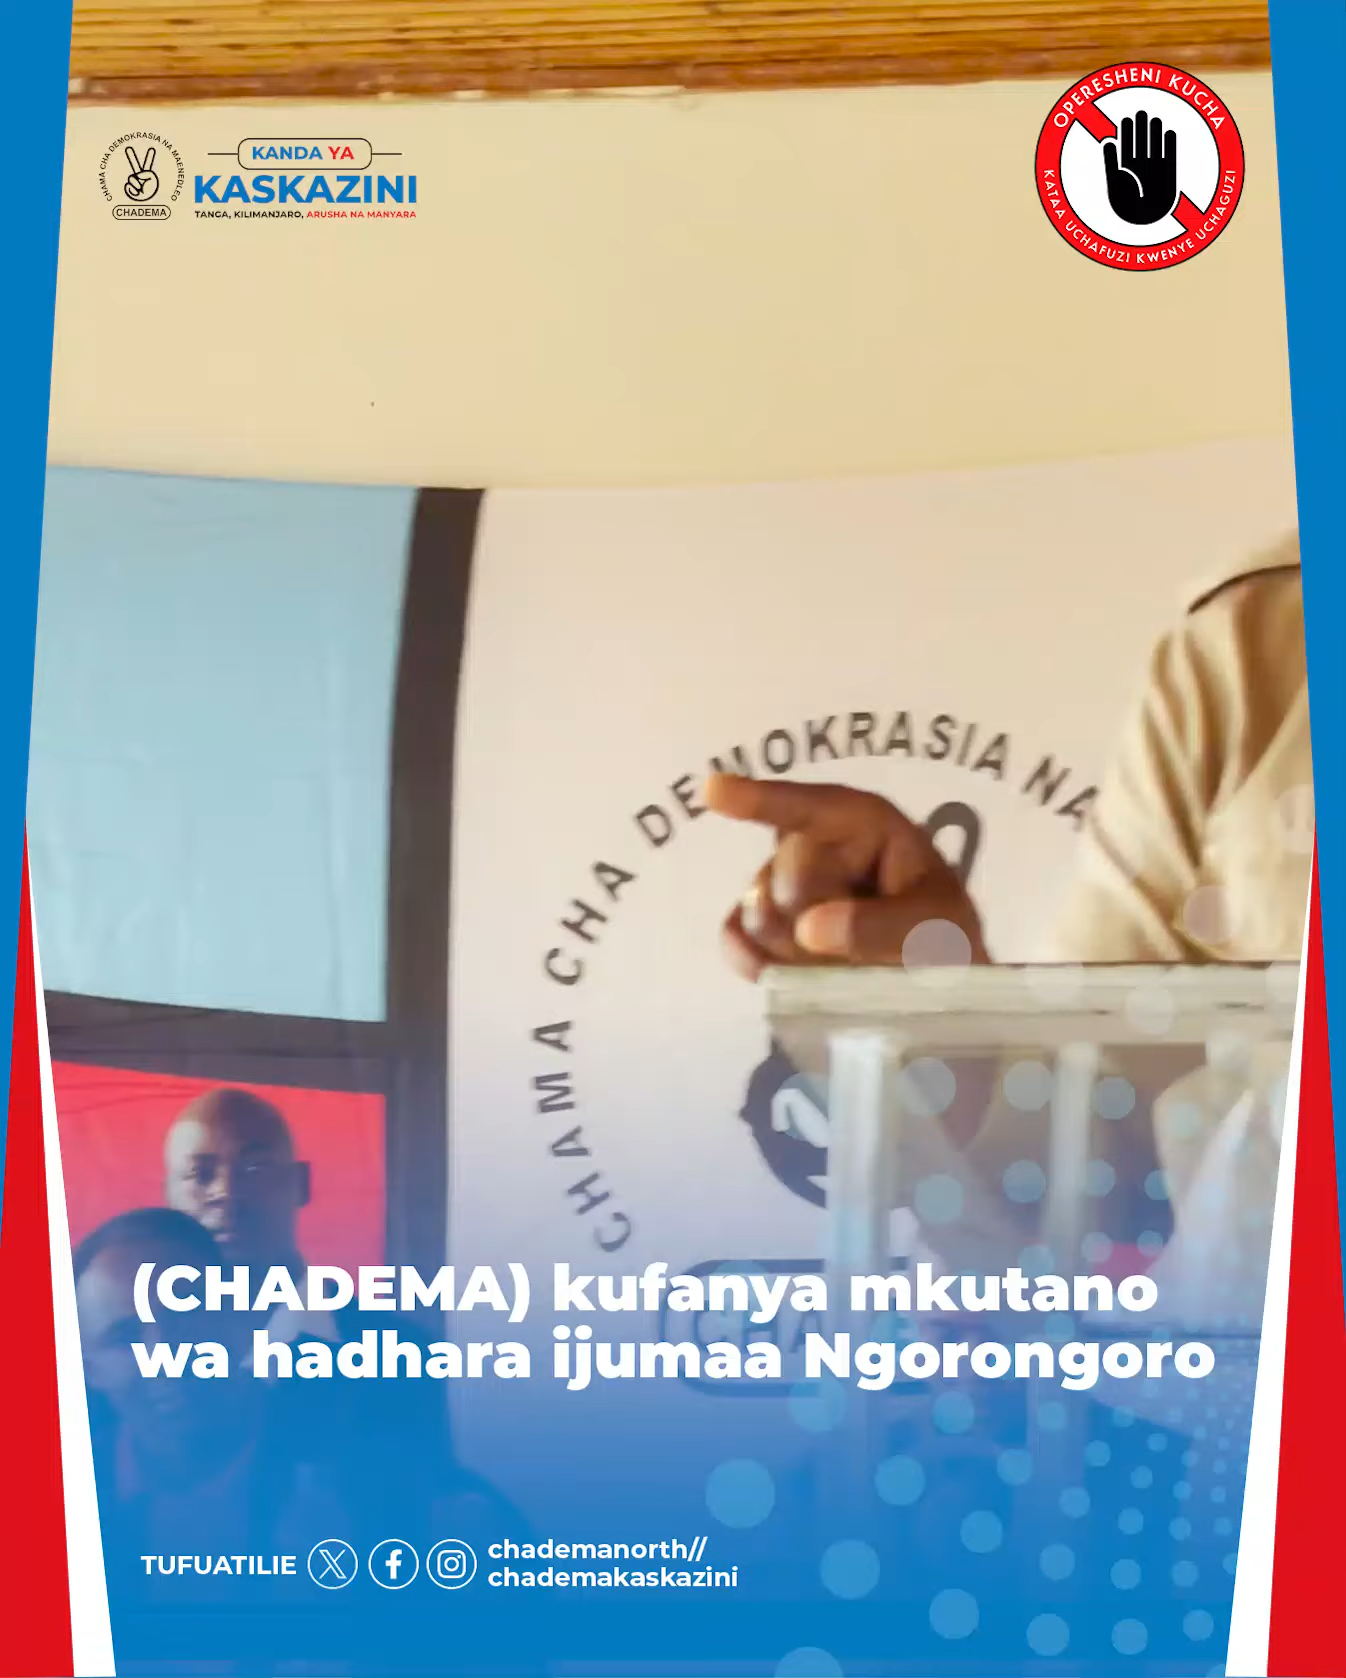 CHAMA CHA DEMOKRASIA NA MAENDELEO
CHADEMA
KANDA YA
KASKAZINI
TANGA, KILIMANJARO, ARUSHA NA MANYARA
OPERESHENI KUCHA
KATAA UCHAFUZI KWENYE UCHAGUZI
CHAMA CHA DEMOKRASIA NA
(CHADEMA) kufanya mkutano
wa hadhara ijumaa Ngorongoro
TUFUATILIE
chademanorth//
chademakaskazini